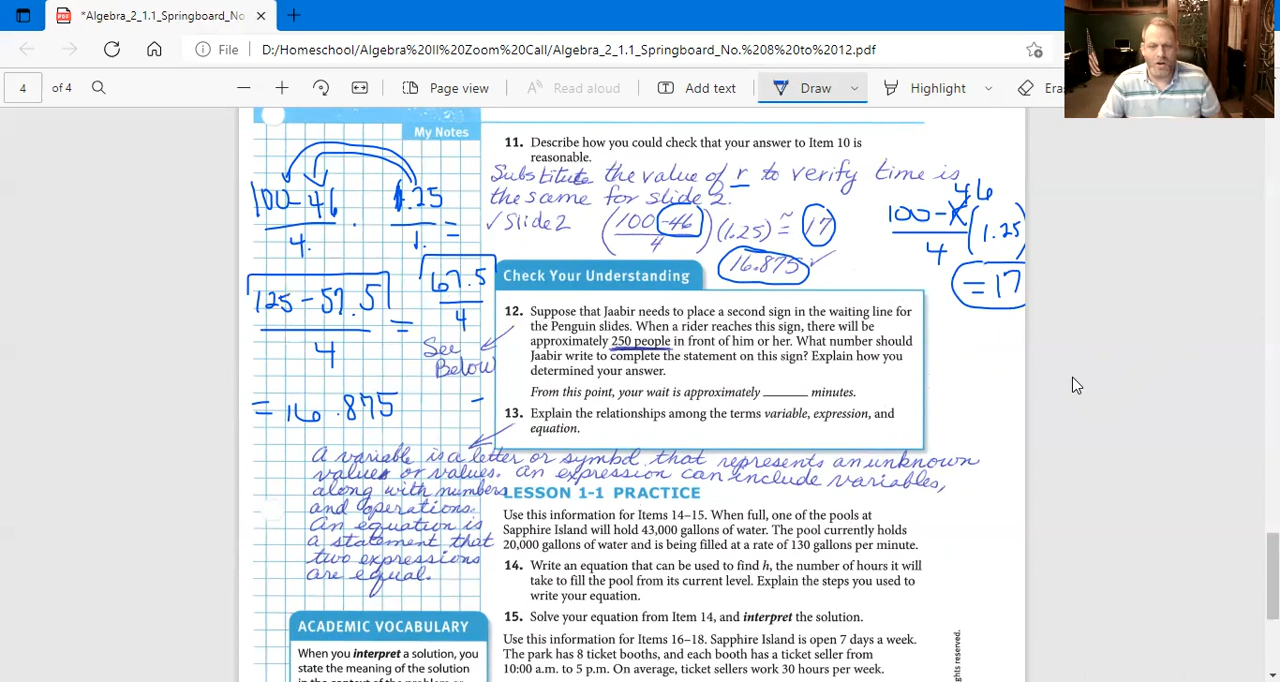 *Algebra_2_1.1_Springboard_No
File
D:/Homeschool/Algebra%20II%20Zoom%20Call/Algebra_2_1.1_Springboard_No.%208%20to%2012.pdf
4 of 4
Page view
Read aloud
Add text
Draw
Highlight
My Notes
100-46/4. · 1.25/1. =
125 - 57.5/4 = 67.5/4
= 16.875
11. Describe how you could check that your answer to Item 10 is
reasonable.
Substitute the value of r to verify time is
the same for slide 2.
✓ Slide 2 (100-46/4)(1.25) ≅ 17
16.875 ✓
46
100-x/4 (1.25)
= 17
Check Your Understanding
12. Suppose that Jaabir needs to place a second sign in the waiting line for
the Penguin slides. When a rider reaches this sign, there will be
approximately 250 people in front of him or her. What number should
Jaabir write to complete the statement on this sign? Explain how you
determined your answer.
See
Below
From this point, your wait is approximately ______ minutes.
13. Explain the relationships among the terms variable, expression, and
equation.
A variable is a letter or symbol that represents an unknown
values or values. An expression can include variables,
along with numbers
and operations.
An equation is
a statement that
two expressions
are equal.
LESSON 1-1 PRACTICE
Use this information for Items 14–15. When full, one of the pools at
Sapphire Island will hold 43,000 gallons of water. The pool currently holds
20,000 gallons of water and is being filled at a rate of 130 gallons per minute.
14. Write an equation that can be used to find h, the number of hours it will
take to fill the pool from its current level. Explain the steps you used to
write your equation.
15. Solve your equation from Item 14, and interpret the solution.
Use this information for Items 16–18. Sapphire Island is open 7 days a week.
The park has 8 ticket booths, and each booth has a ticket seller from
10:00 a.m. to 5 p.m. On average, ticket sellers work 30 hours per week.
ACADEMIC VOCABULARY
When you interpret a solution, you
state the meaning of the solution
ghts reserved.